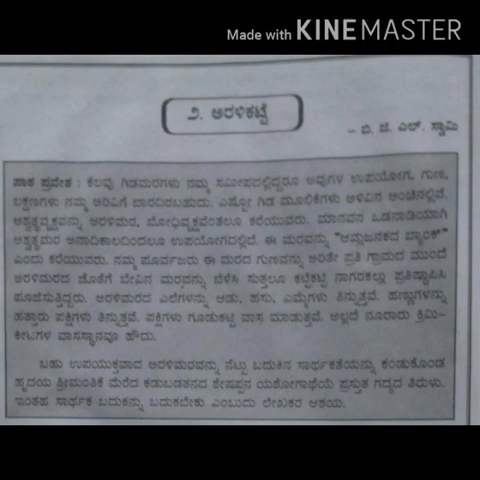 Made with KINEMASTER
೨. ಅರಳಿಕಟ್ಟೆ
– ಬಿ. ಜಿ. ಎಲ್. ಸ್ವಾಮಿ
ಪಾಠ ಪ್ರವೇಶ : ಕೆಲವು ಗಿಡಮರಗಳು ನಮ್ಮ ಸಮೀಪದಲ್ಲಿದ್ದರೂ ಅವುಗಳ ಉಪಯೋಗ, ಗುಣ,
ಲಕ್ಷಣಗಳು ನಮ್ಮ ಅರಿವಿಗೆ ಬಾರದಿರಬಹುದು. ಎಷ್ಟೋ ಗಿಡ ಮೂಲಿಕೆಗಳು ಅಳಿವಿನ ಅಂಚಿನಲ್ಲಿವೆ.
ಅಶ್ವತ್ಥವೃಕ್ಷವನ್ನು ಅರಳಿಮರ, ಬೋಧಿವೃಕ್ಷವೆಂತಲೂ ಕರೆಯುವರು. ಮಾನವನ ಒಡನಾಡಿಯಾಗಿ
ಅಶ್ವತ್ಥಮರ ಅನಾದಿಕಾಲದಿಂದಲೂ ಉಪಯೋಗದಲ್ಲಿದೆ. ಈ ಮರವನ್ನು "ಆಮ್ಲಜನಕದ ಬ್ಯಾಂಕ್"
ಎಂದು ಕರೆಯುವರು. ನಮ್ಮ ಪೂರ್ವಜರು ಈ ಮರದ ಗುಣವನ್ನು ಅರಿತೇ ಪ್ರತಿ ಗ್ರಾಮದ ಮುಂದೆ
ಅರಳಿಮರದ ಜೊತೆಗೆ ಬೇವಿನ ಮರವನ್ನು ಬೆಳೆಸಿ ಸುತ್ತಲೂ ಕಟ್ಟೆಕಟ್ಟಿ ನಾಗರಕಲ್ಲು ಪ್ರತಿಷ್ಠಾಪಿಸಿ
ಪೂಜಿಸುತ್ತಿದ್ದರು. ಅರಳಿಮರದ ಎಲೆಗಳನ್ನು ಆಡು, ಹಸು, ಎಮ್ಮೆಗಳು ತಿನ್ನುತ್ತವೆ. ಹಣ್ಣುಗಳನ್ನು
ಹತ್ತಾರು ಪಕ್ಷಿಗಳು ತಿನ್ನುತ್ತವೆ. ಪಕ್ಷಿಗಳು ಗೂಡುಕಟ್ಟಿ ವಾಸ ಮಾಡುತ್ತವೆ. ಅಲ್ಲದೆ ನೂರಾರು ಕ್ರಿಮಿ–
ಕೀಟಗಳ ವಾಸಸ್ಥಾನವೂ ಹೌದು.
ಬಹು ಉಪಯುಕ್ತವಾದ ಅರಳಿಮರವನ್ನು ನೆಟ್ಟು ಬದುಕಿನ ಸಾರ್ಥಕತೆಯನ್ನು ಕಂಡುಕೊಂಡ
ಹೃದಯ ಶ್ರೀಮಂತಿಕೆ ಮೆರೆದ ಕಡುಬಡತನದ ಶೇಷಪ್ಪನ ಯಶೋಗಾಥೆಯೆ ಪ್ರಸ್ತುತ ಗದ್ಯದ ತಿರುಳು.
ಇಂತಹ ಸಾರ್ಥಕ ಬದುಕನ್ನು ಬದುಕಬೇಕು ಎಂಬುದು ಲೇಖಕರ ಆಶಯ.